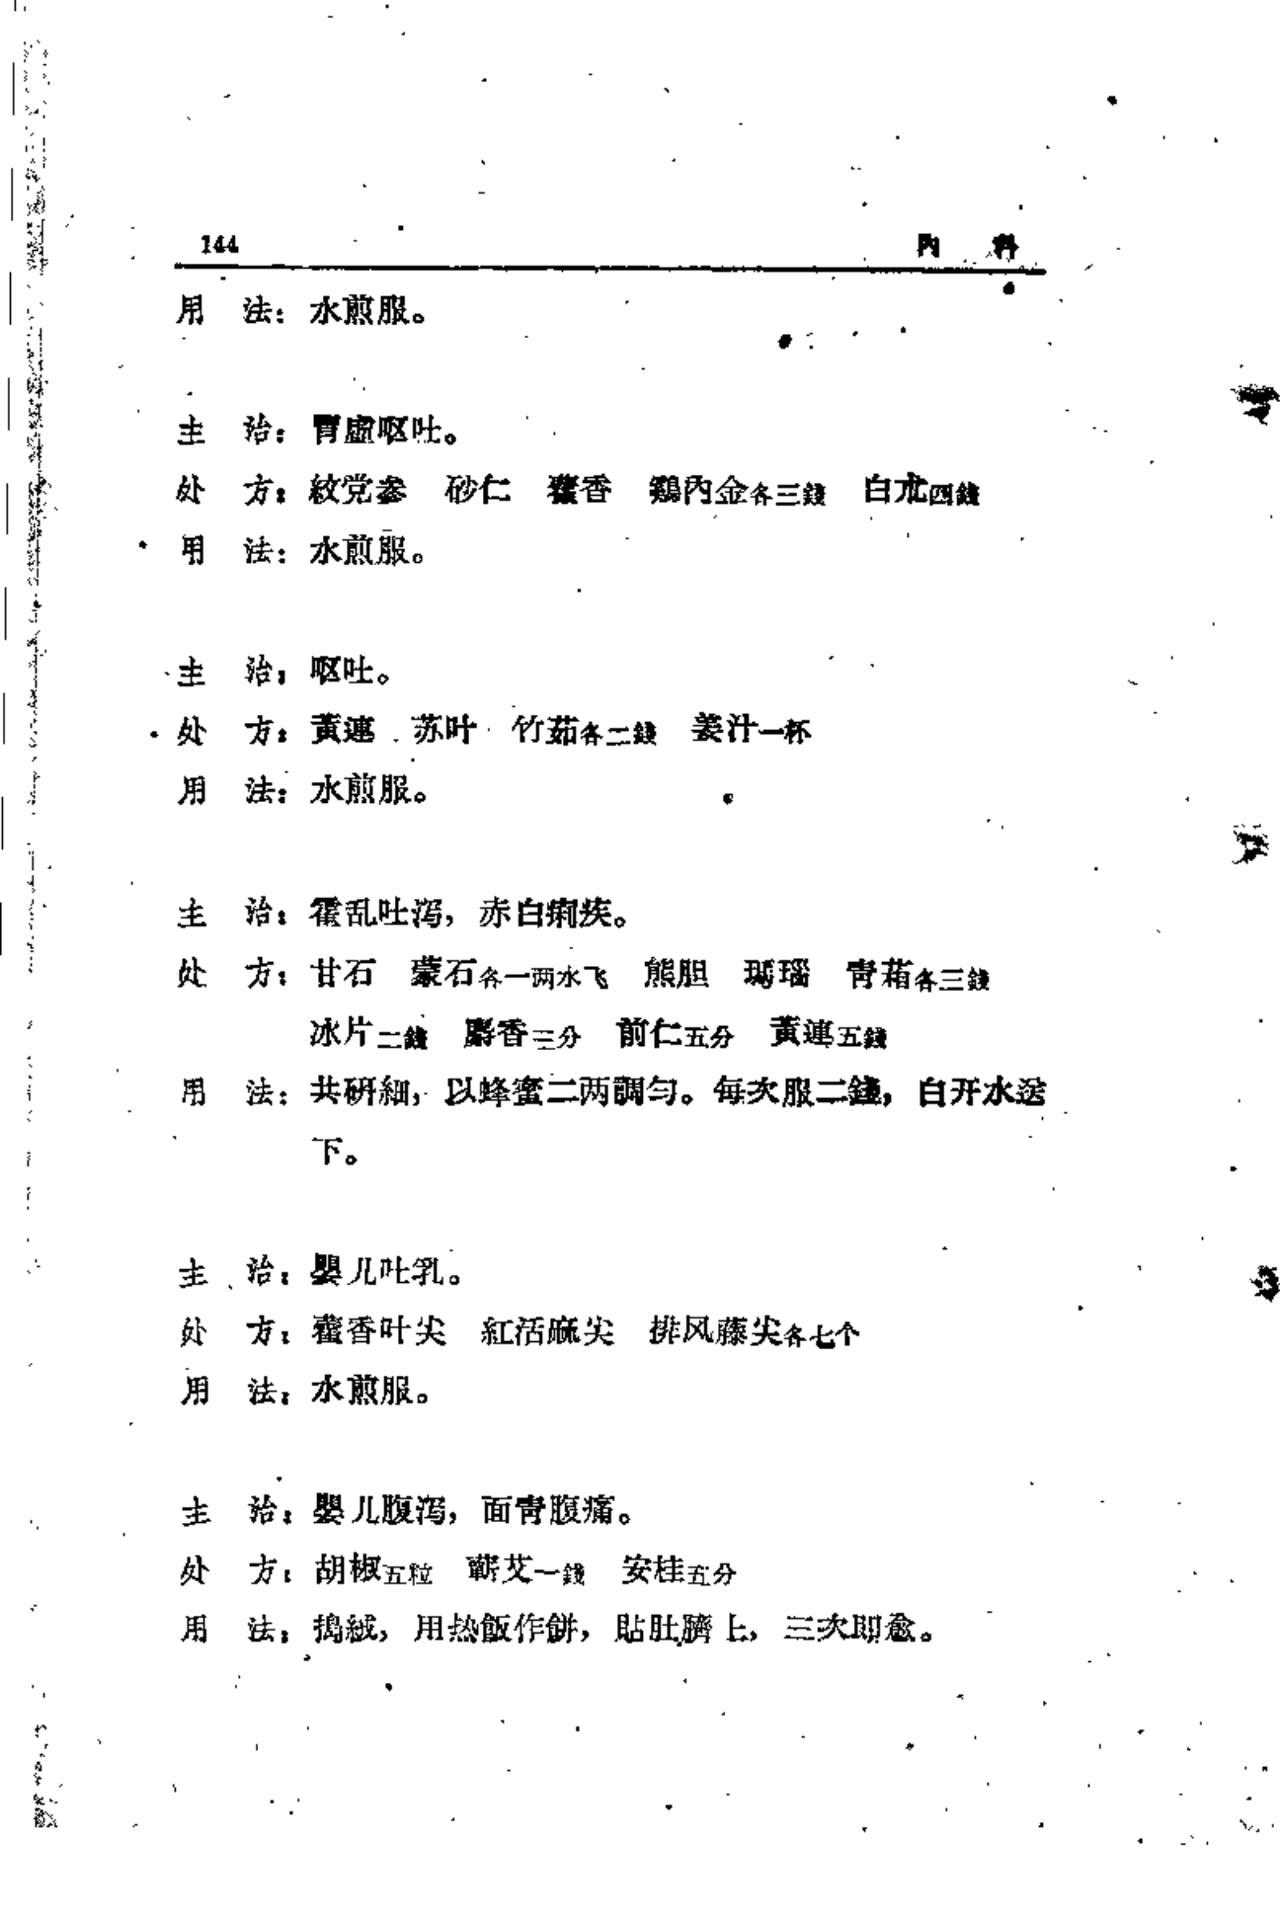 144 內 科
用 法：水煎服。
主 治：胃虛呕吐。
处 方：紋党参 砂仁 藿香 鷄內金各三錢 白朮四錢
用 法：水煎服。
主 治：呕吐。
处 方：黃連 苏叶 竹茹各二錢 姜汁一杯
用 法：水煎服。
主 治：霍乱吐泻，赤白痢疾。
处 方：甘石 蒙石各一两水飞 熊胆 瑪瑙 青葙各三錢
冰片二錢 麝香三分 前仁五分 黃連五錢
用 法：共研細，以蜂蜜二两調匀。每次服二錢，白开水送
下。
主 治：嬰儿吐乳。
处 方：藿香叶尖 紅活麻尖 排风藤尖各七个
用 法：水煎服。
主 治：嬰儿腹泻，面青腹痛。
处 方：胡椒五粒 蘄艾一錢 安桂五分
用 法：搗絨，用热飯作餅，貼肚臍上，三次即愈。